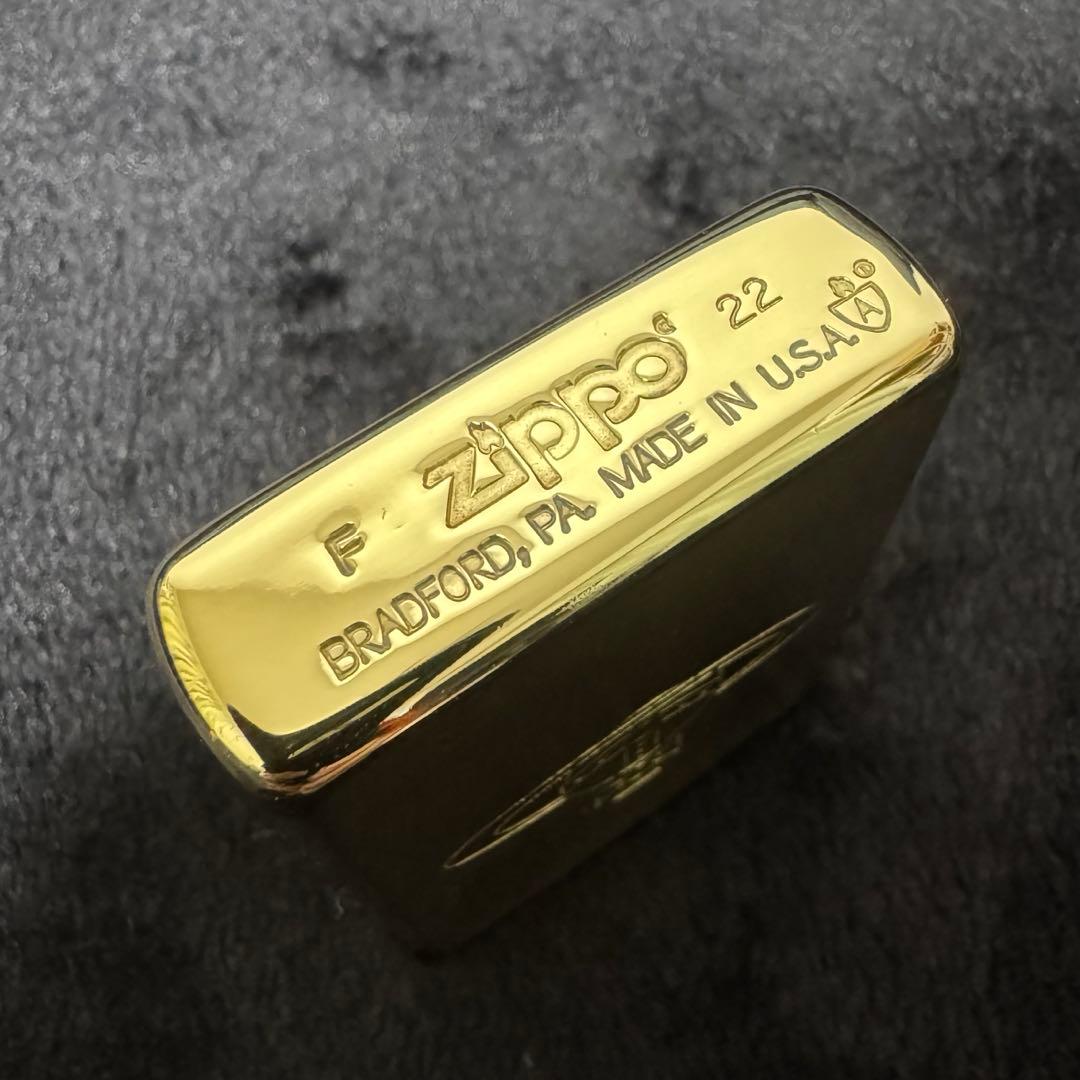 F zippo 22
BRADFORD, PA. MADE IN U.S.A. A